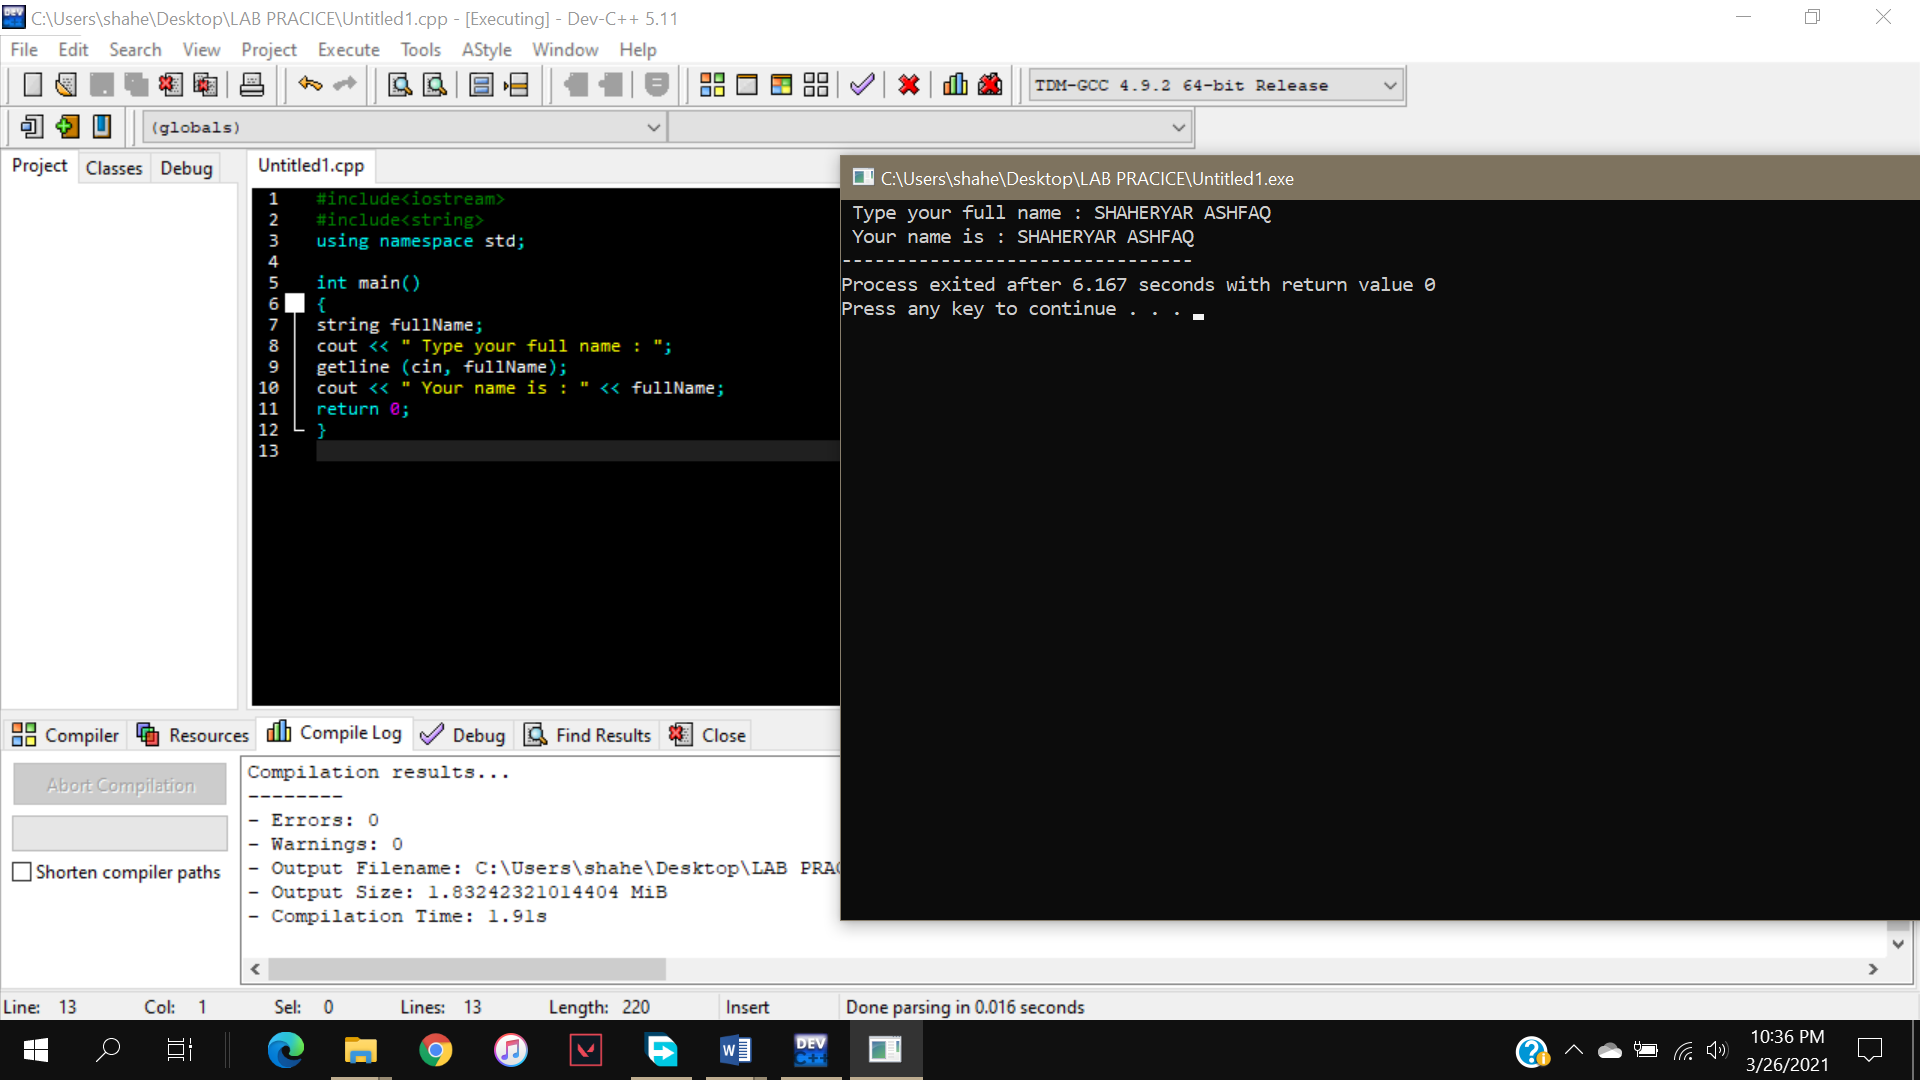 C:\Users\shahe\Desktop\LAB PRACICE\Untitled1.cpp - [Executing] - Dev-C++ 5.11
File Edit Search View Project Execute Tools AStyle Window Help
TDM-GCC 4.9.2 64-bit Release
(globals)
Project Classes Debug
Untitled1.cpp
1 #include<iostream>
2 #include<string>
3 using namespace std;
4
5 int main()
6 {
7 string fullName;
8 cout << " Type your full name : ";
9 getline (cin, fullName);
10 cout << " Your name is : " << fullName;
11 return 0;
12 }
13
C:\Users\shahe\Desktop\LAB PRACICE\Untitled1.exe
Type your full name : SHAHERYAR ASHFAQ
Your name is : SHAHERYAR ASHFAQ
--------------------------------
Process exited after 6.167 seconds with return value 0
Press any key to continue . . .
Compiler Resources Compile Log Debug Find Results Close
Abort Compilation
Shorten compiler paths
Compilation results...
--------
- Errors: 0
- Warnings: 0
- Output Filename: C:\Users\shahe\Desktop\LAB PRAC
- Output Size: 1.83242321014404 MiB
- Compilation Time: 1.91s
Line: 13 Col: 1 Sel: 0 Lines: 13 Length: 220 Insert Done parsing in 0.016 seconds
DEV
C++
10:36 PM
3/26/2021